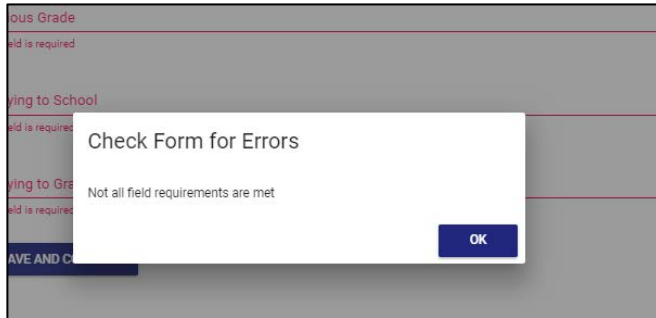 ious Grade
eld is required
ying to School
eld is required
Check Form for Errors
ying to Gra
Not all field requirements are met
eld is required
OK
AVE AND C